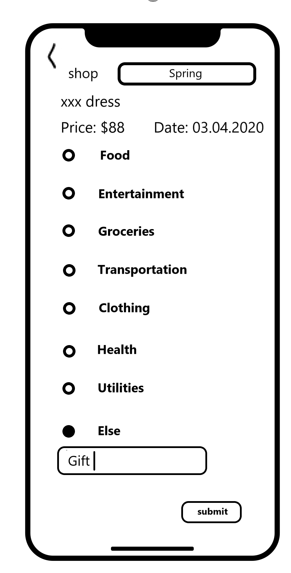 shop Spring
xxx dress
Price: $88 Date: 03.04.2020
Food
Entertainment
Groceries
Transportation
Clothing
Health
Utilities
Else
Gift
submit